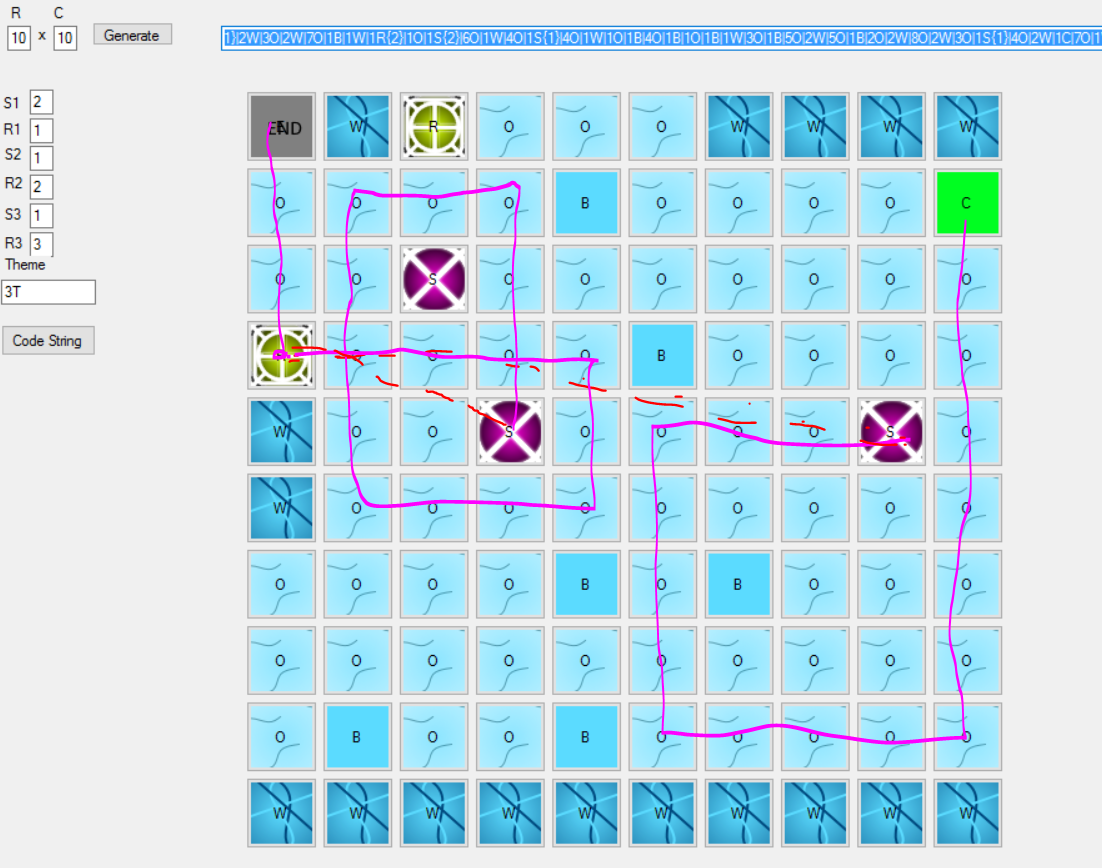 R C
10 x 10 Generate
1}|2W|3O|2W|7O|1B|1W|1R{2}|1O|1S{2}|6O|1W|4O|1S{1}|4O|1W|1O|1B|4O|1B|1O|1B|1W|3O|1B|5O|2W|5O|1B|2O|2W|8O|2W|3O|1S{1}|4O|2W|1C|7O|1
S1 2
R1 1
S2 1
R2 2
S3 1
R3 3
Theme
3T
Code String
END W R O O O W W W W
O O O O B O O O O C
O O S O O O O O O O
O O O O B O O O O
W O O S O O O O S O
W O O O O O O O O O
O O O O B O B O O O
O O O O O O O O O O
O B O O B O O O O O
W W W W W W W W W W